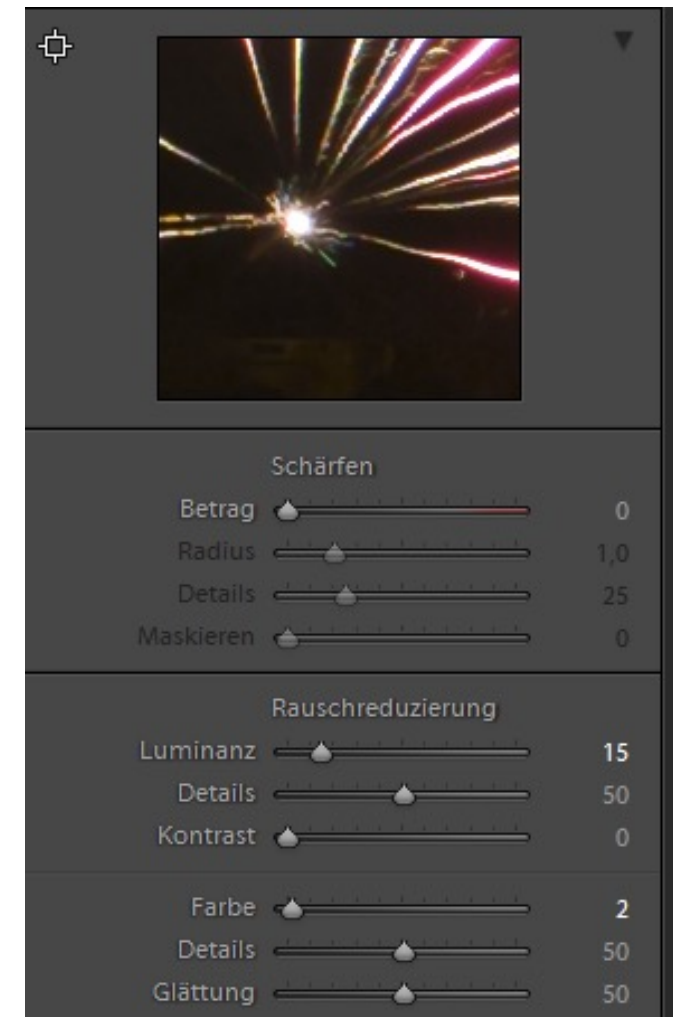 Schärfen
Betrag 0
Radius 1,0
Details 25
Maskieren 0
Rauschreduzierung
Luminanz 15
Details 50
Kontrast 0
Farbe 2
Details 50
Glättung 50